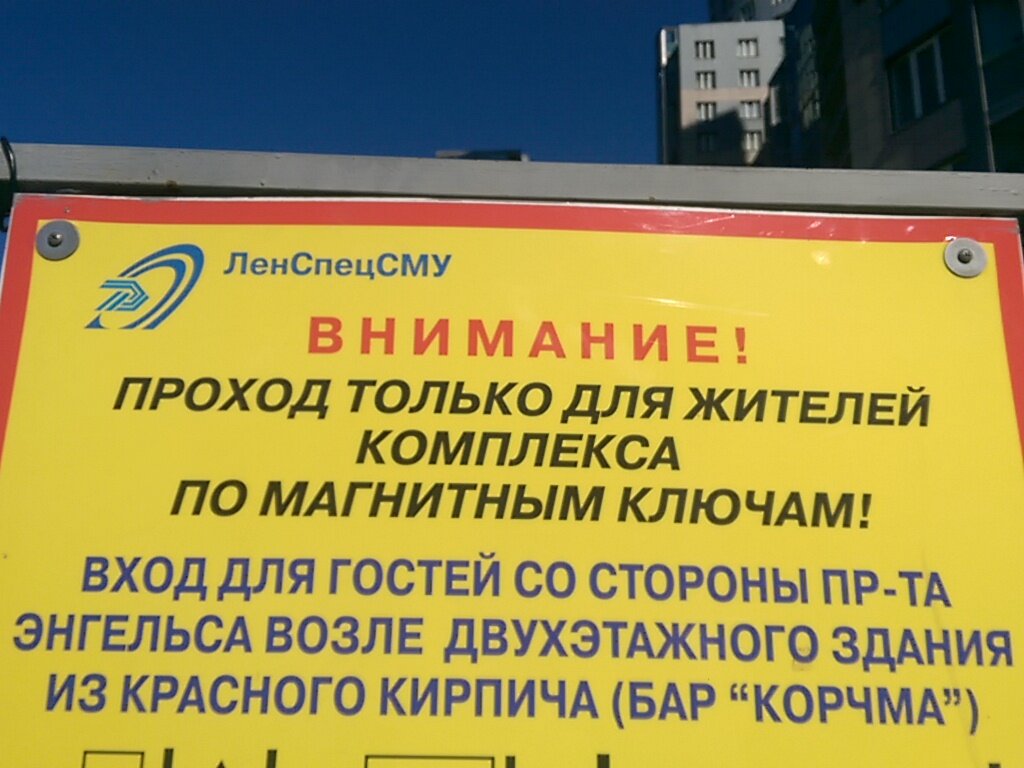 ЛенСпецСМУ
ВНИМАНИЕ!
ПРОХОД ТОЛЬКО ДЛЯ ЖИТЕЛЕЙ
КОМПЛЕКСА
ПО МАГНИТНЫМ КЛЮЧАМ!
ВХОД ДЛЯ ГОСТЕЙ СО СТОРОНЫ ПР-ТА
ЭНГЕЛЬСА ВОЗЛЕ ДВУХЭТАЖНОГО ЗДАНИЯ
ИЗ КРАСНОГО КИРПИЧА (БАР “КОРЧМА”)